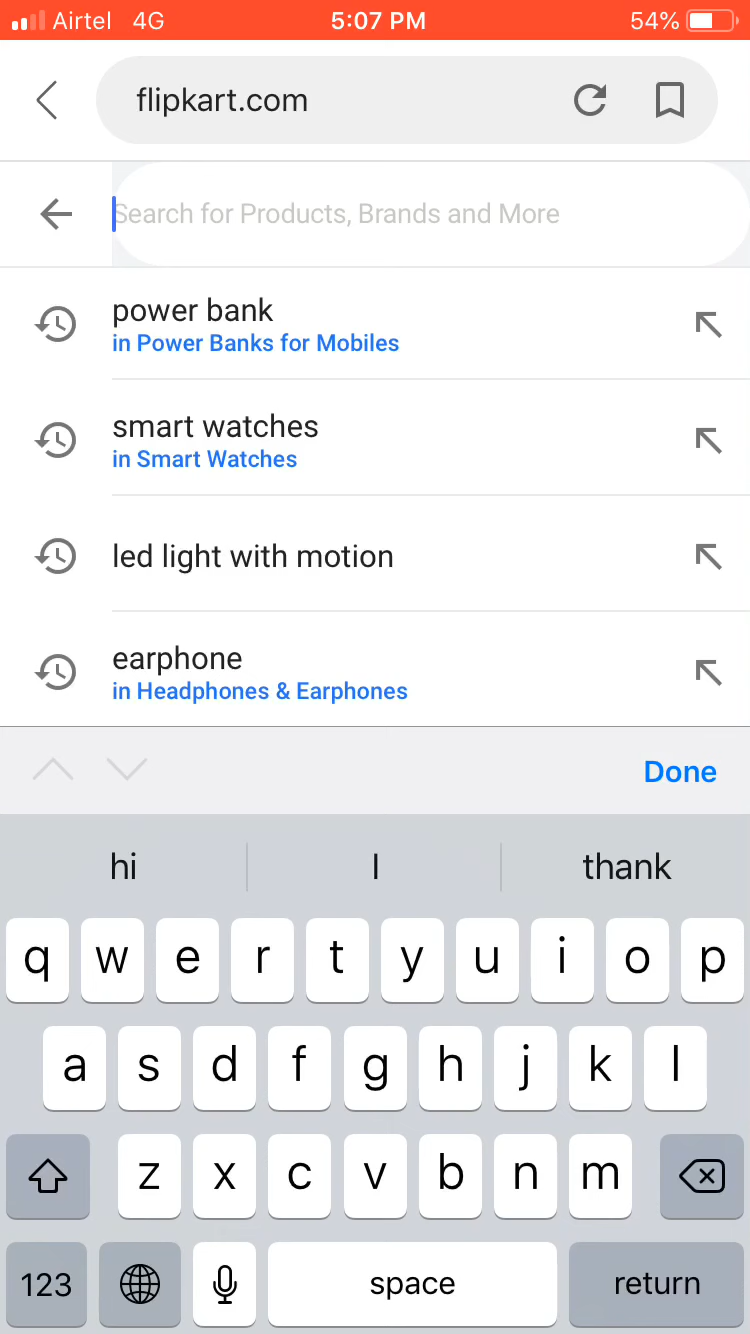 Airtel 4G 5:07 PM 54%
flipkart.com
Search for Products, Brands and More
power bank
in Power Banks for Mobiles
smart watches
in Smart Watches
led light with motion
earphone
in Headphones & Earphones
Done
hi I thank
q w e r t y u i o p
a s d f g h j k l
z x c v b n m
123 space return